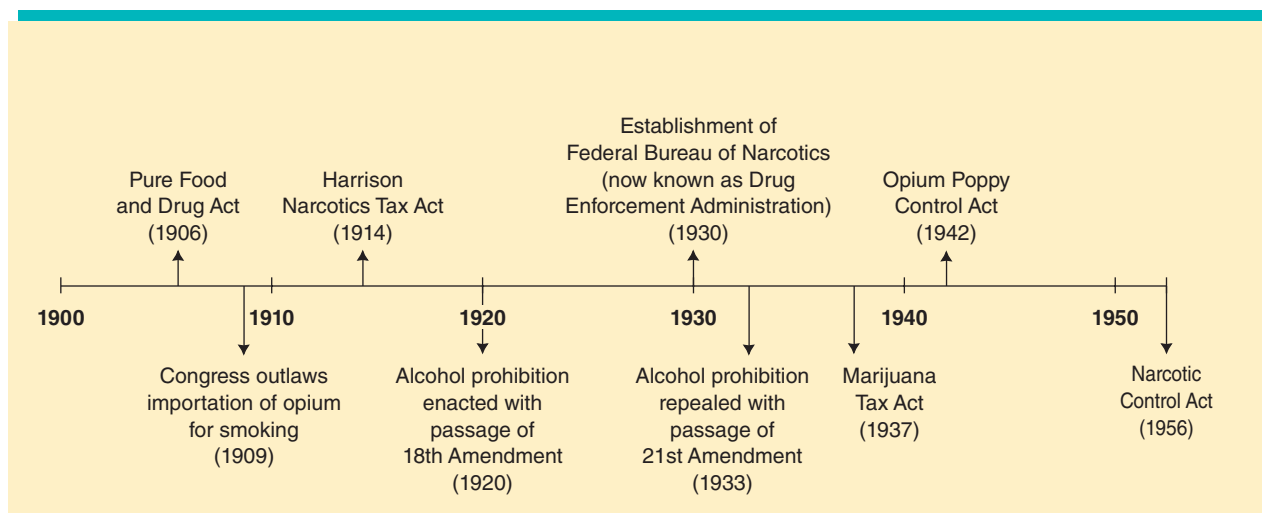 Pure Food
and Drug Act
(1906)
Harrison
Narcotics Tax Act
(1914)
Establishment of
Federal Bureau of Narcotics
(now known as Drug
Enforcement Administration)
(1930)
Opium Poppy
Control Act
(1942)
1900
1910
1920
1930
1940
1950
Congress outlaws
importation of opium
for smoking
(1909)
Alcohol prohibition
enacted with
passage of
18th Amendment
(1920)
Alcohol prohibition
repealed with
passage of
21st Amendment
(1933)
Marijuana
Tax Act
(1937)
Narcotic
Control Act
(1956)